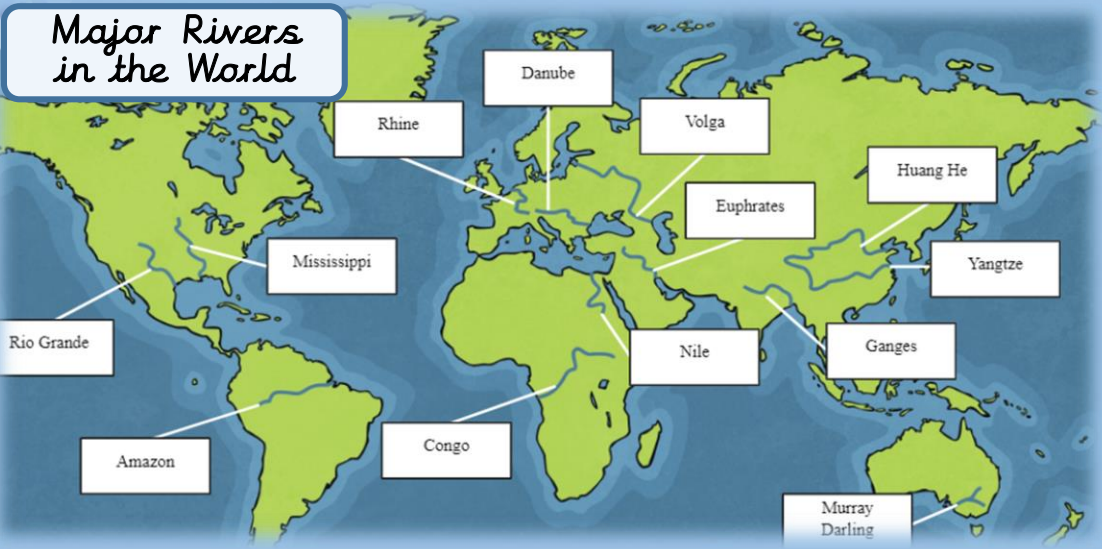 Major Rivers
in the World
Danube
Rhine
Volga
Huang He
Euphrates
Mississippi
Yangtze
Rio Grande
Nile
Ganges
Amazon
Congo
Murray
Darling